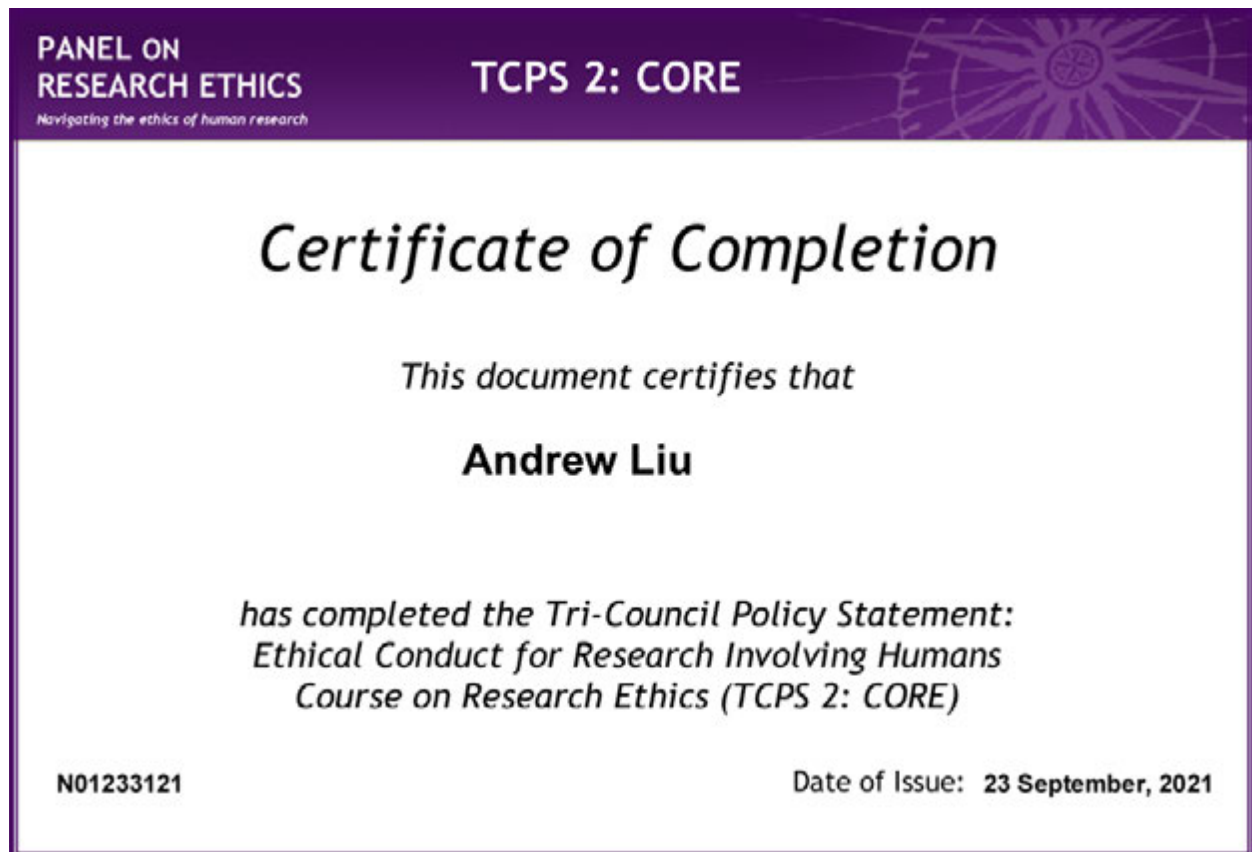 PANEL ON
RESEARCH ETHICS
Navigating the ethics of human research
TCPS 2: CORE
Certificate of Completion
This document certifies that
Andrew Liu
has completed the Tri-Council Policy Statement:
Ethical Conduct for Research Involving Humans
Course on Research Ethics (TCPS 2: CORE)
N01233121
Date of Issue: 23 September, 2021